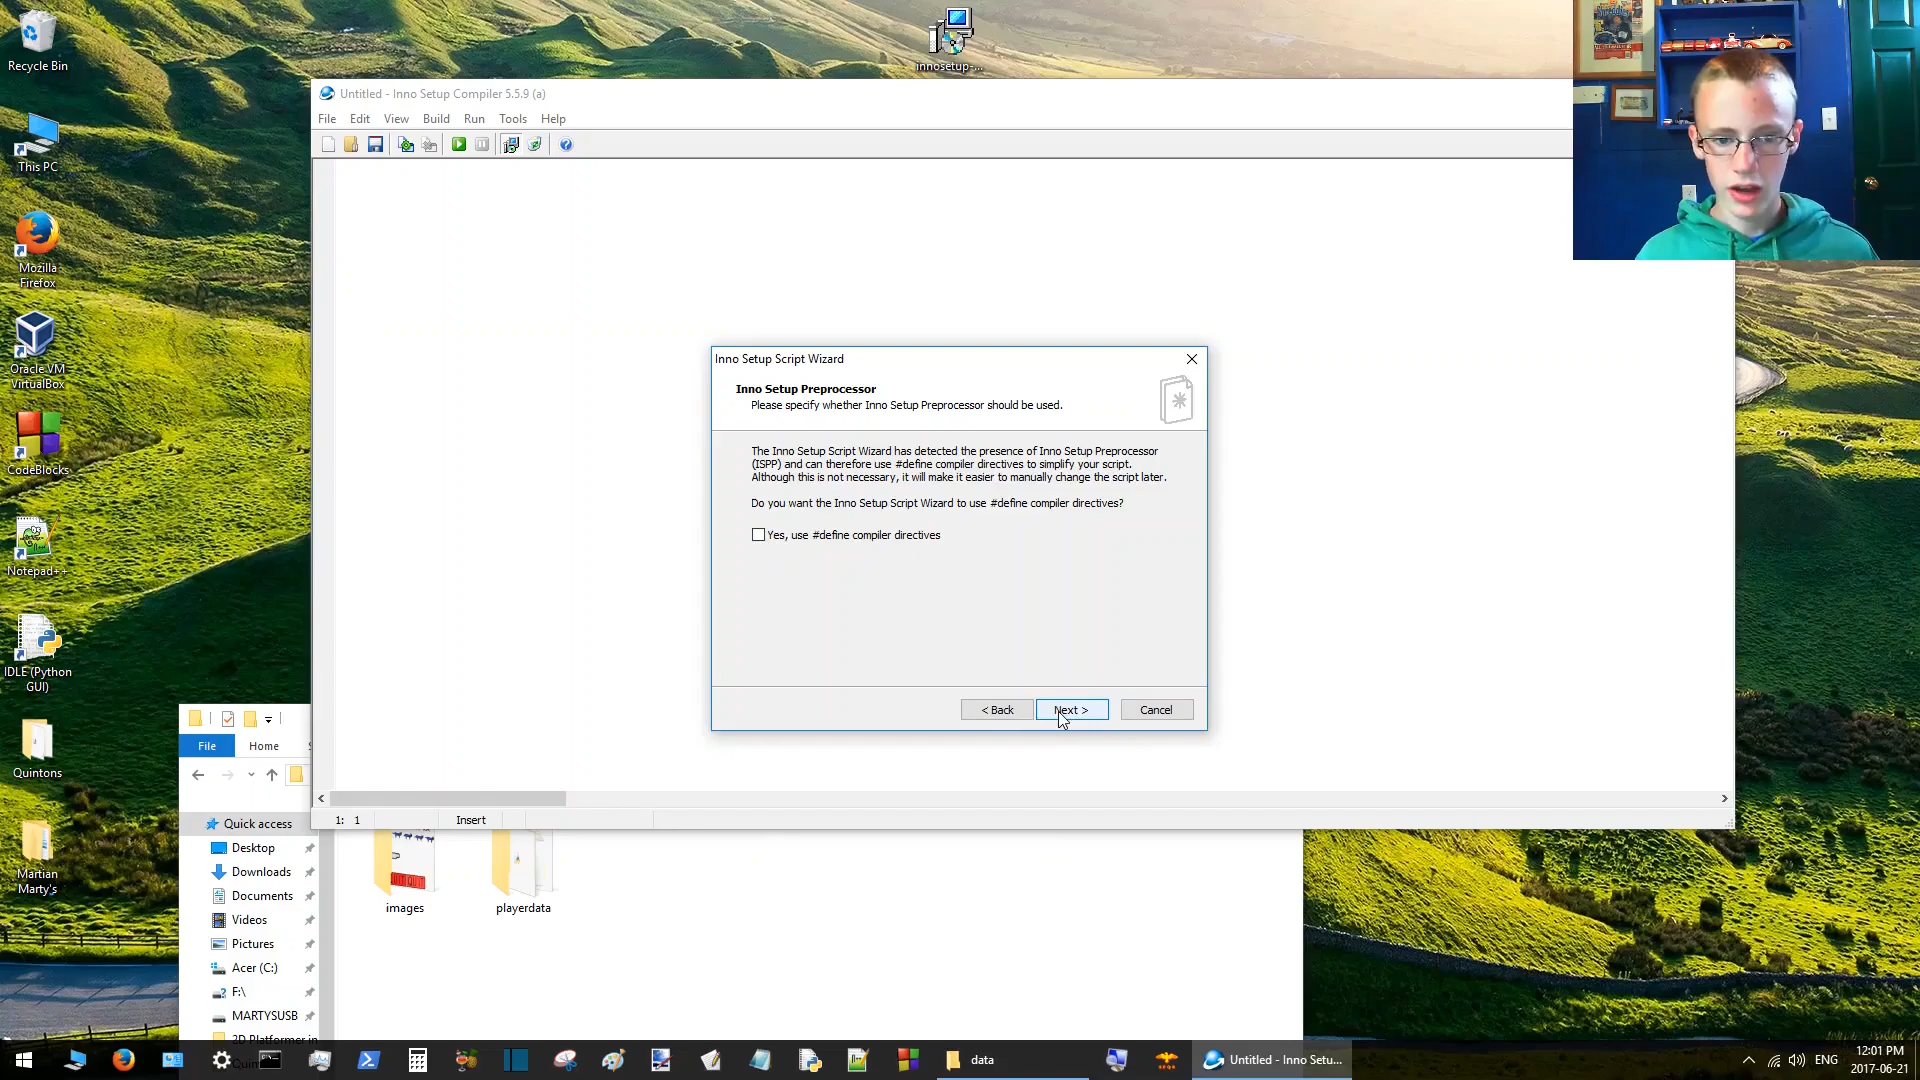 Recycle Bin
This PC
Mozilla
Firefox
Oracle VM
VirtualBox
CodeBlocks
Notepad++
IDLE (Python
GUI)
Quintons
Martian
Marty's
innosetup-...
Untitled - Inno Setup Compiler 5.5.9 (a)
File Edit View Build Run Tools Help
Inno Setup Script Wizard
Inno Setup Preprocessor
Please specify whether Inno Setup Preprocessor should be used.
The Inno Setup Script Wizard has detected the presence of Inno Setup Preprocessor
(ISPP) and can therefore use #define compiler directives to simplify your script.
Although this is not necessary, it will make it easier to manually change the script later.
Do you want the Inno Setup Script Wizard to use #define compiler directives?
Yes, use #define compiler directives
< Back Next > Cancel
1: 1 Insert
File Home
Quick access
Desktop
Downloads
Documents
Videos
Pictures
Acer (C:)
F:\
MARTYSUSB
2D Platformer in
images playerdata
data
Untitled - Inno Setu...
ENG
12:01 PM
2017-06-21